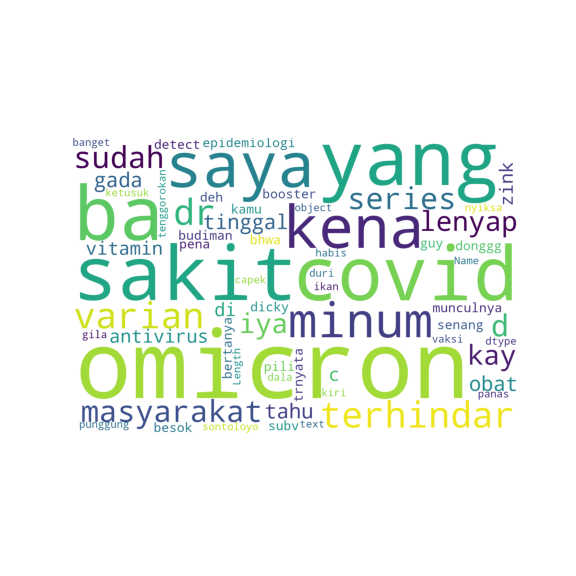 banget detect epidemiologi
sudah saya yang
gada ketusuk tenggorokan deh booster series nyiksa zink
ba dr kamu object kena lenyap
tinggal
vitamin budiman pena bhwa guy donggg
sakit covid
capek habis duri ikan Name
varian di dicky minum munculnya d
iya senang
gila antivirus bertanya Length trnyata vaksi dtype
omicron pili c kay
dala kiri obat panas
masyarakat tahu terhindar
punggung besok sontoloyo subv text